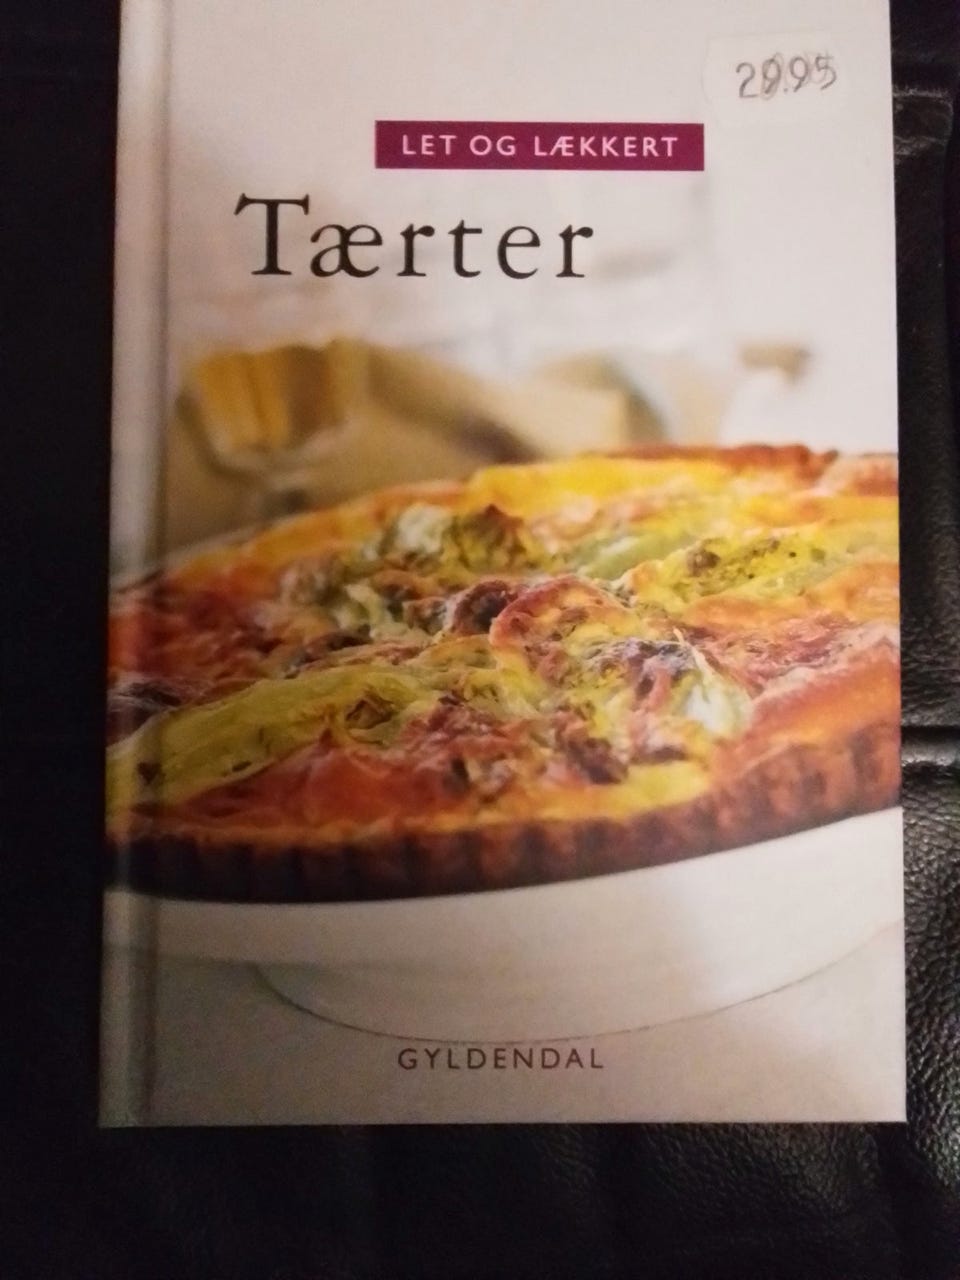 29.95
LET OG LÆKKERT
Tærter
GYLDENDAL